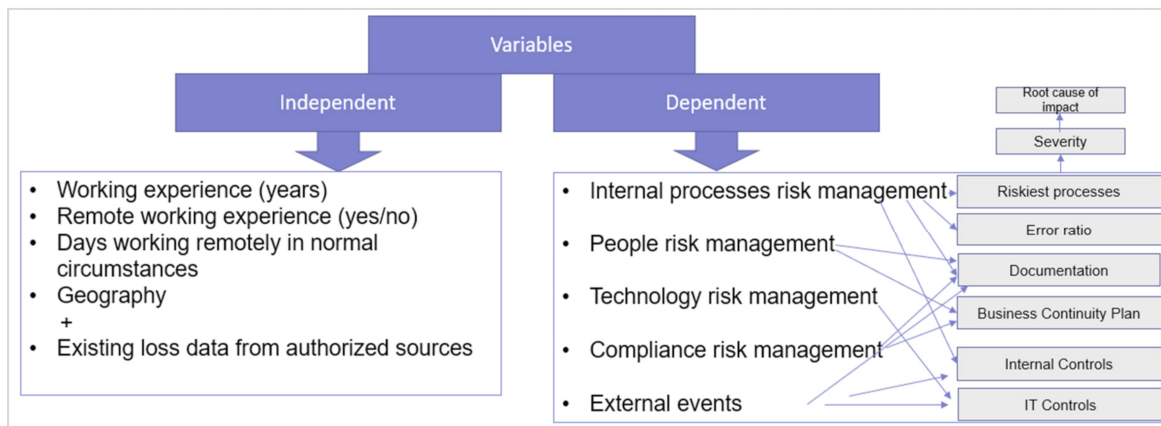 Variables
Independent
Dependent
• Working experience (years)
• Remote working experience (yes/no)
• Days working remotely in normal
circumstances
• Geography
+
• Existing loss data from authorized sources
• Internal processes risk management
• People risk management
• Technology risk management
• Compliance risk management
• External events
Root cause of
impact
Severity
Riskiest processes
Error ratio
Documentation
Business Continuity Plan
Internal Controls
IT Controls